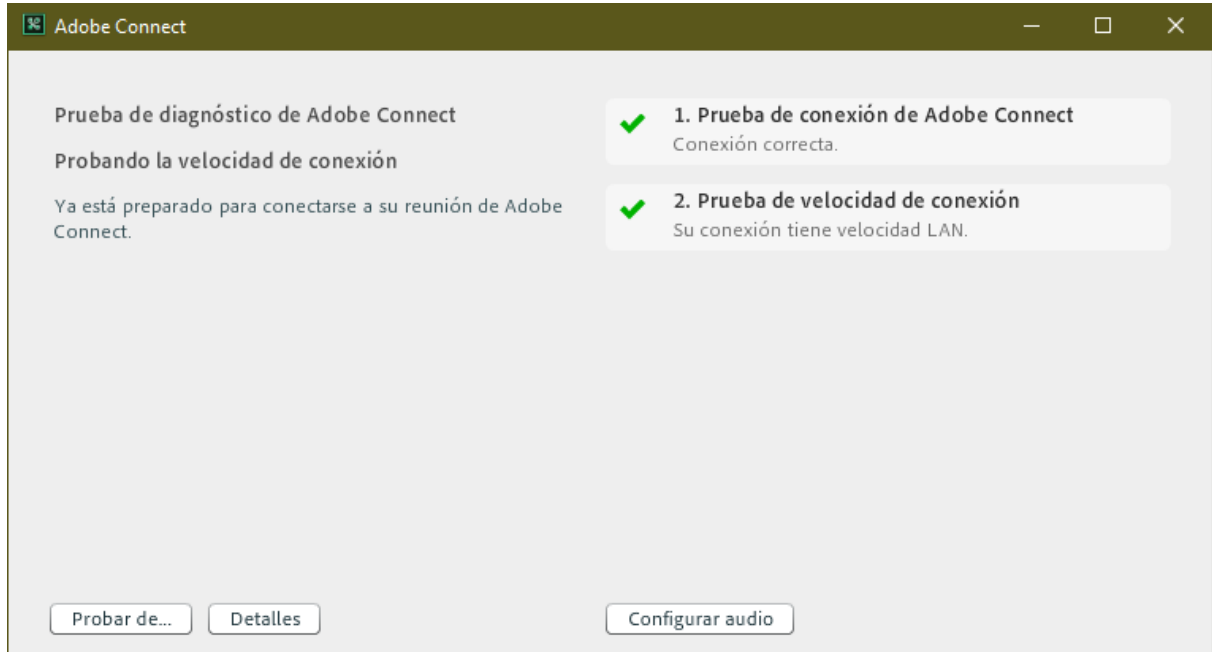 Adobe Connect
Prueba de diagnóstico de Adobe Connect
Probando la velocidad de conexión
Ya está preparado para conectarse a su reunión de Adobe
Connect.
1. Prueba de conexión de Adobe Connect
Conexión correcta.
2. Prueba de velocidad de conexión
Su conexión tiene velocidad LAN.
Probar de...
Detalles
Configurar audio